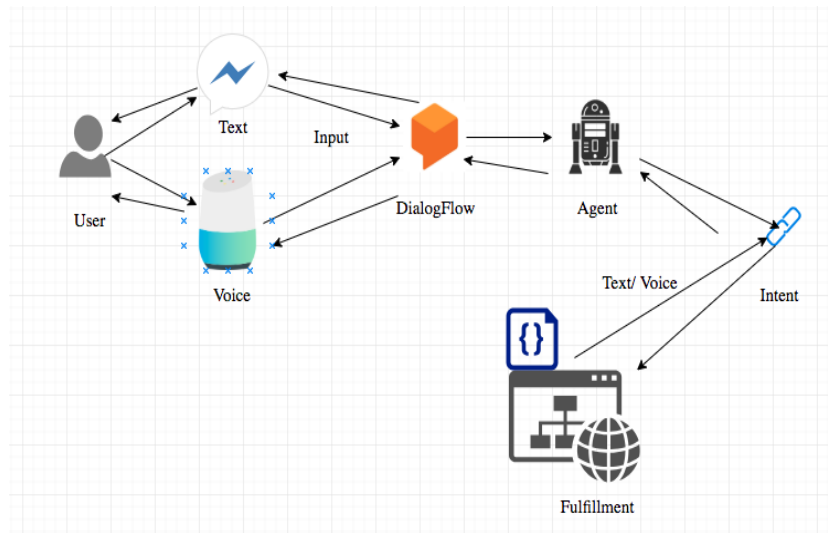 Text
Input
User
DialogFlow
Agent
Voice
Text/ Voice
Intent
{}
Fulfillment